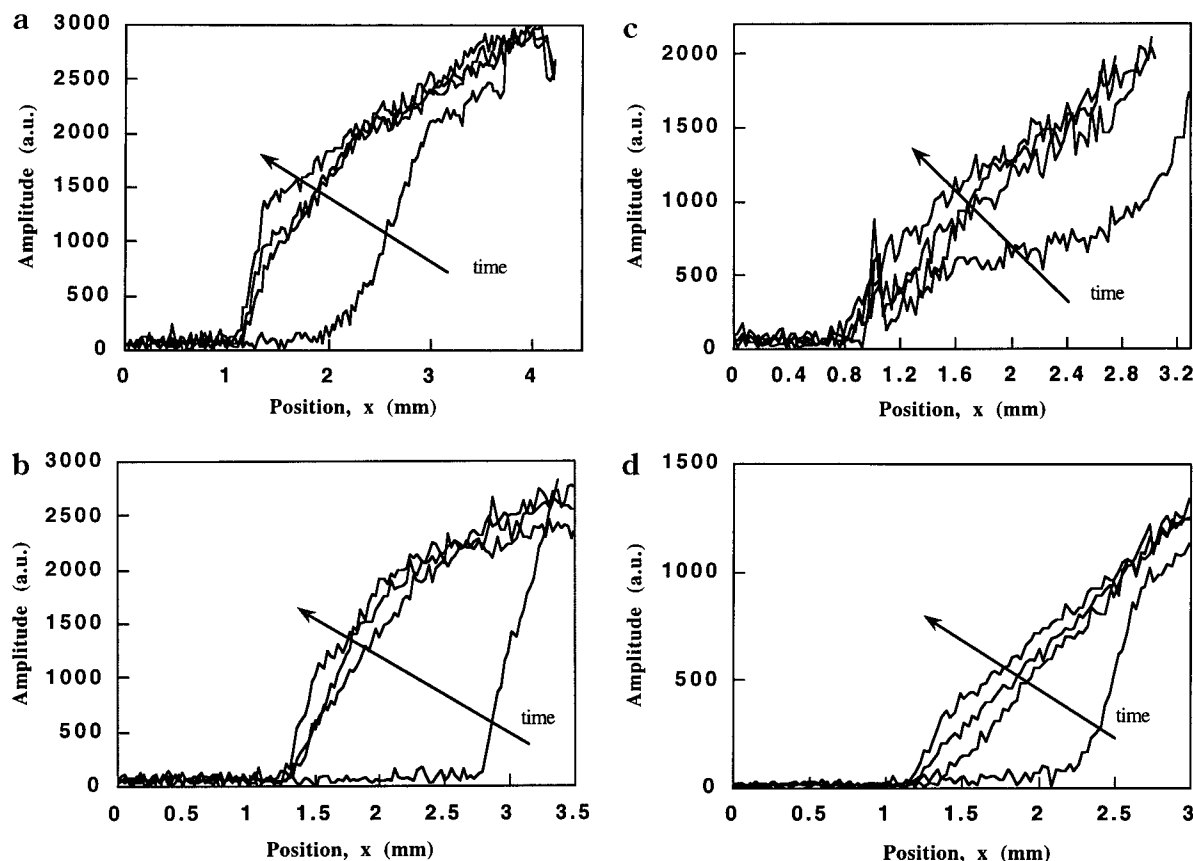 a
Amplitude (a.u.)
3000
2500
2000
1500
1000
500
0
time
0 1 2 3 4
Position, x (mm)
c
Amplitude (a.u.)
2000
1500
1000
500
0
time
0 0.4 0.8 1.2 1.6 2 2.4 2.8 3.2
Position, x (mm)
b
Amplitude (a.u.)
3000
2500
2000
1500
1000
500
0
time
0 0.5 1 1.5 2 2.5 3 3.5
Position, x (mm)
d
Amplitude (a.u.)
1500
1000
500
0
time
0 0.5 1 1.5 2 2.5 3
Position, x (mm)